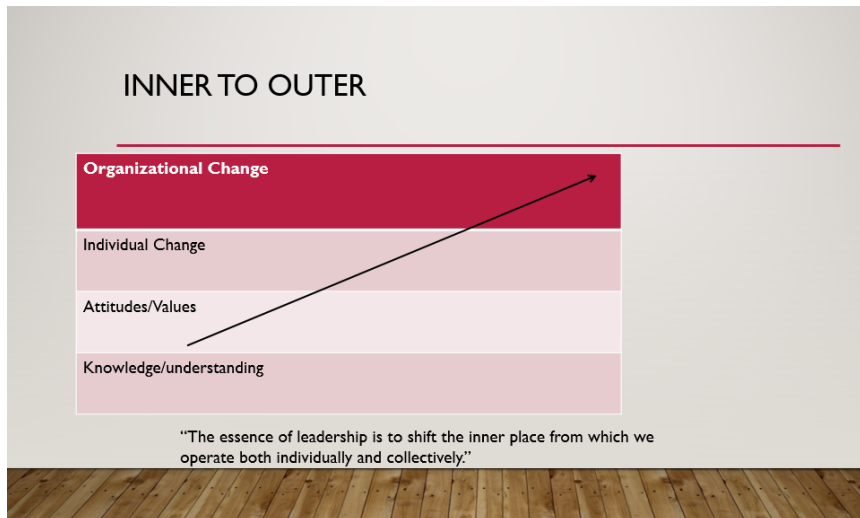 INNER TO OUTER
Organizational Change
Individual Change
Attitudes/Values
Knowledge/understanding
“The essence of leadership is to shift the inner place from which we
operate both individually and collectively.”